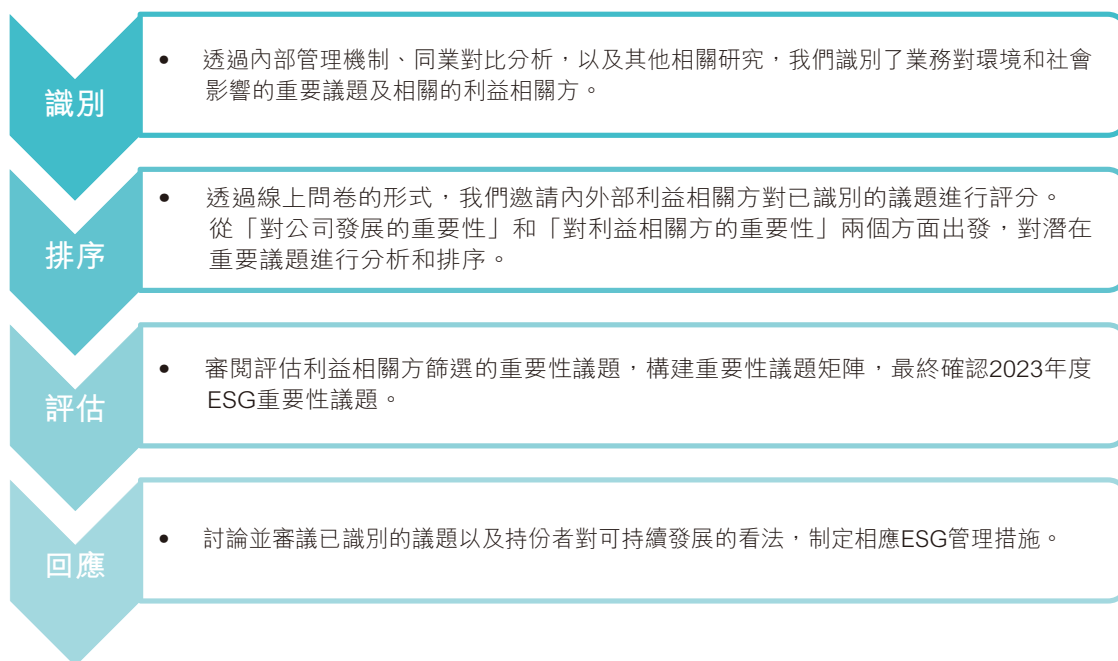 識別
• 透過內部管理機制、同業對比分析，以及其他相關研究，我們識別了業務對環境和社會
影響的重要議題及相關的利益相關方。
排序
• 透過線上問卷的形式，我們邀請內外部利益相關方對已識別的議題進行評分。
從「對公司發展的重要性」和「對利益相關方的重要性」兩個方面出發，對潛在
重要議題進行分析和排序。
評估
• 審閱評估利益相關方篩選的重要性議題，構建重要性議題矩陣，最終確認2023年度
ESG重要性議題。
回應
• 討論並審議已識別的議題以及持份者對可持續發展的看法，制定相應ESG管理措施。